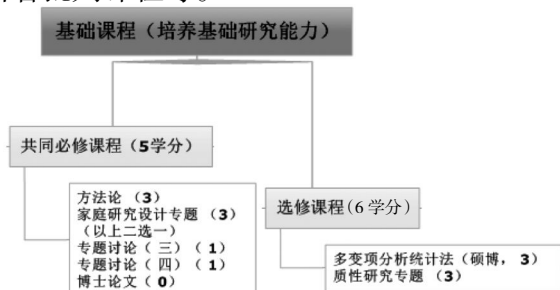 基础课程（培养基础研究能力）
共同必修课程（5学分）
方法论 （3）
家庭研究设计专题 （3）
（以上二选一）
专题讨论（ 三）（ 1）
专题讨论（ 四）（ 1）
博士论文（ 0）
选修课程（6 学分）
多变项分析统计法（硕博， 3）
质性研究专题 （3）